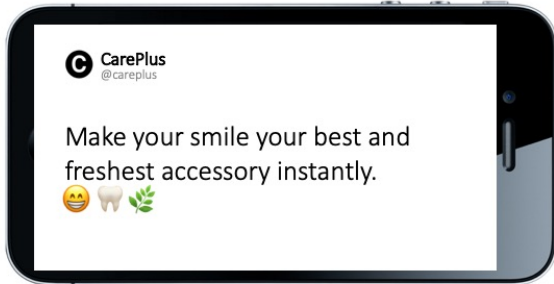 CarePlus
@careplus
Make your smile your best and
freshest accessory instantly.
😁 🦷 🌿